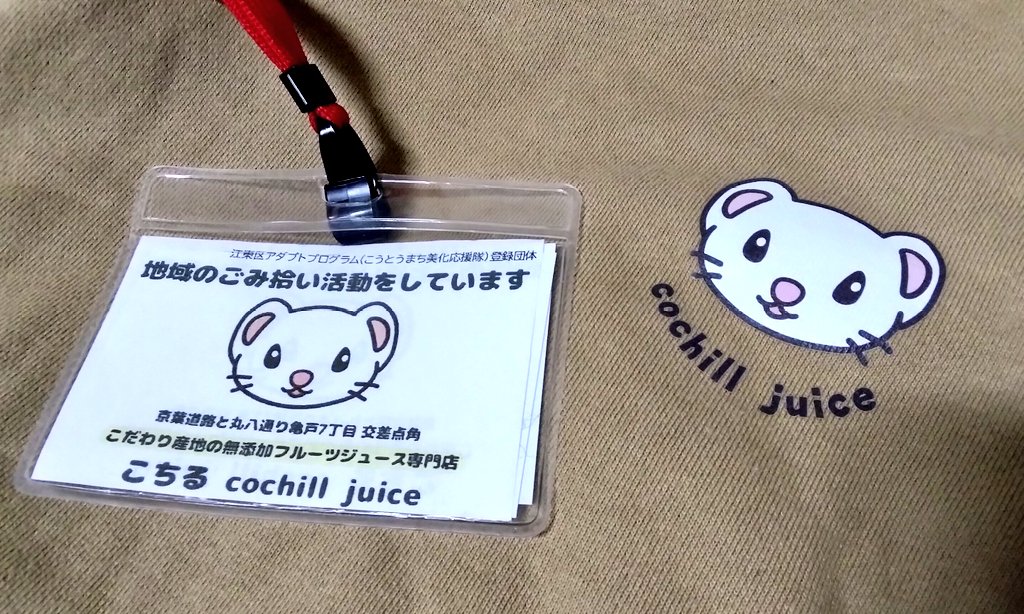 江東区アダプトプログラム(こうとうまち美化応援隊)登録団体
地域のごみ拾い活動をしています
京葉道路と丸八通り亀戸7丁目 交差点角
こだわり産地の無添加フルーツジュース専門店
こちる cochill juice
cochill juice